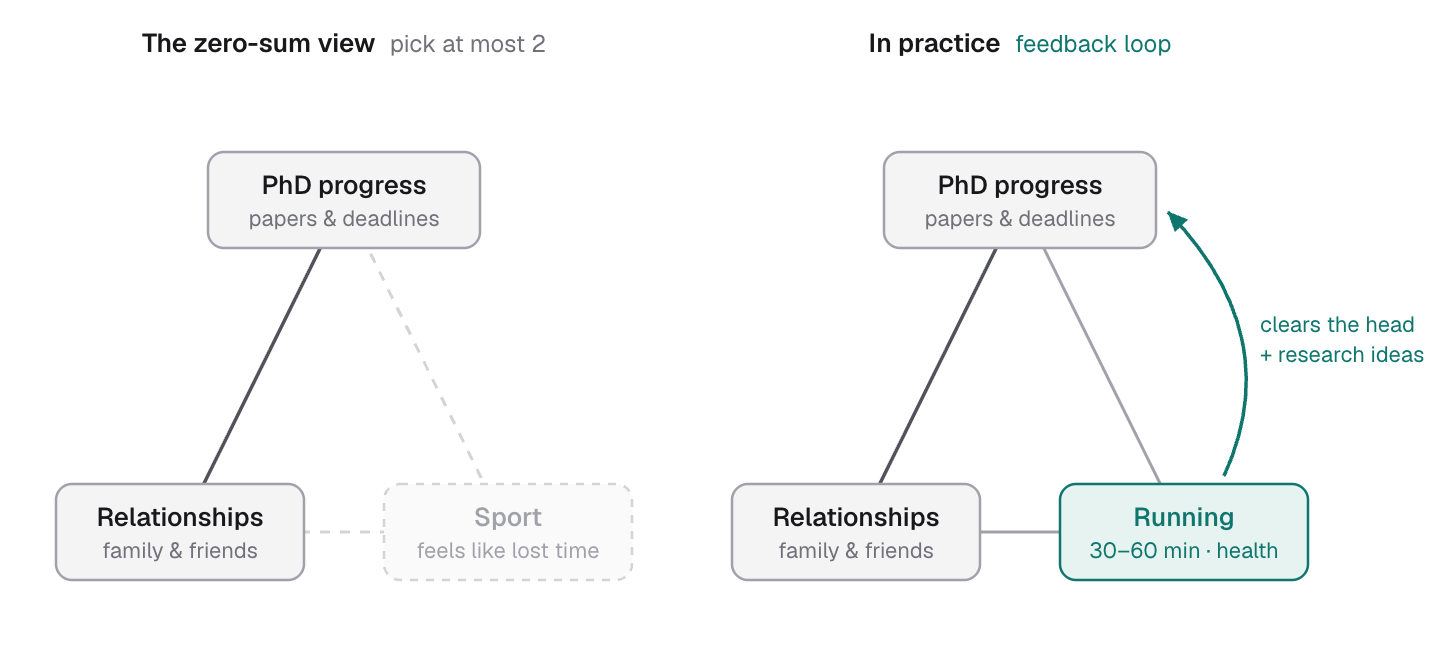 The zero-sum view pick at most 2
PhD progress
papers & deadlines
Relationships
family & friends
Sport
feels like lost time
In practice feedback loop
PhD progress
papers & deadlines
clears the head
+ research ideas
Relationships
family & friends
Running
30–60 min · health